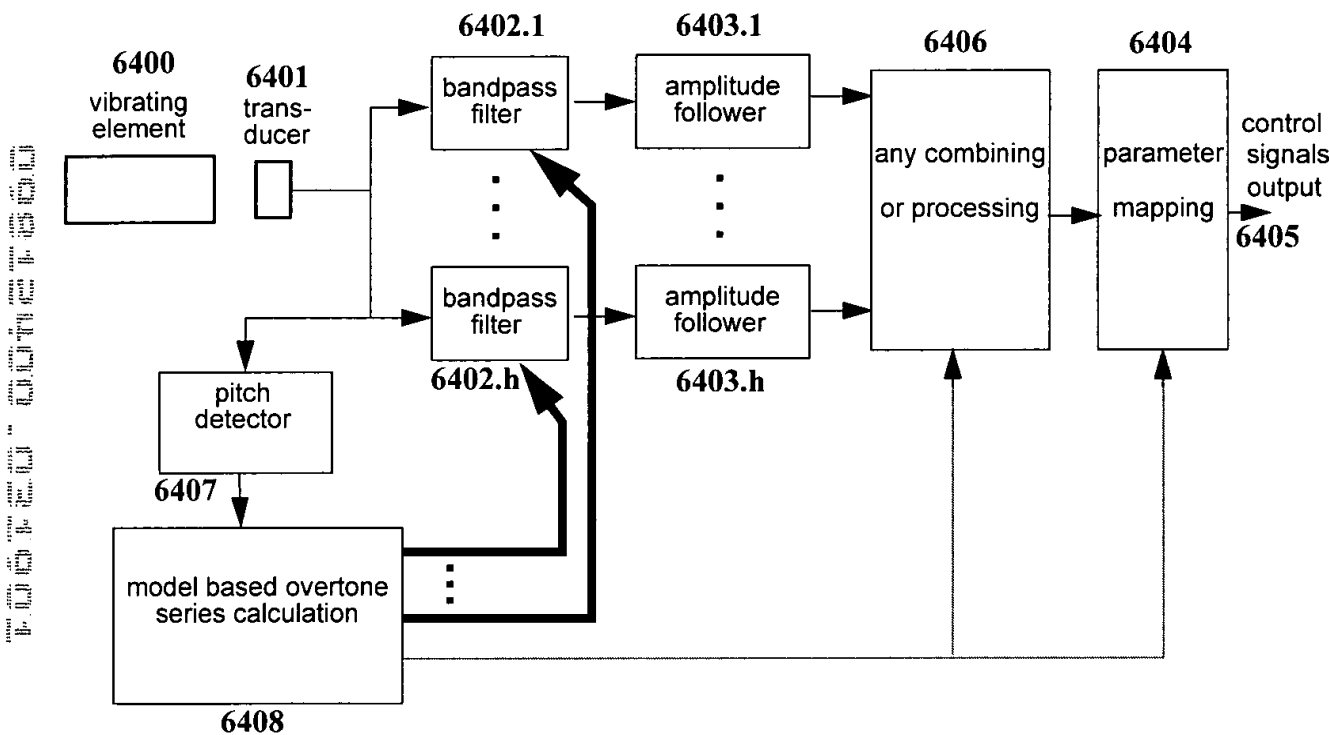 6402.1
6403.1
6406
6404
6400
vibrating
element
6401
trans-
ducer
bandpass
filter
amplitude
follower
any combining
or processing
parameter
mapping
control
signals
output
6405
bandpass
filter
amplitude
follower
6402.h
6403.h
pitch
detector
6407
model based overtone
series calculation
6408